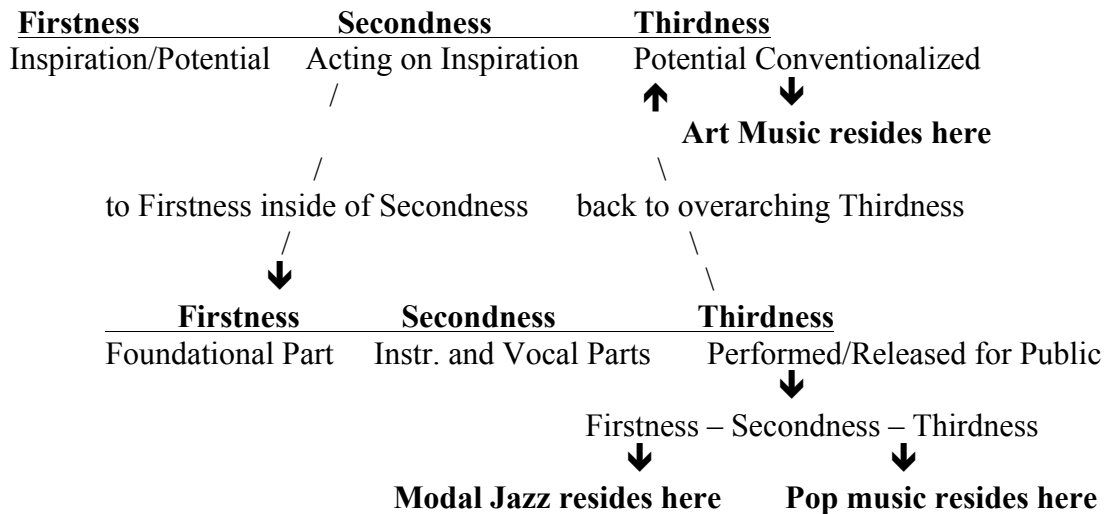 Firstness Secondness Thirdness
Inspiration/Potential Acting on Inspiration Potential Conventionalized
Art Music resides here
to Firstness inside of Secondness back to overarching Thirdness
Firstness Secondness Thirdness
Foundational Part Instr. and Vocal Parts Performed/Released for Public
Firstness – Secondness – Thirdness
Modal Jazz resides here Pop music resides here